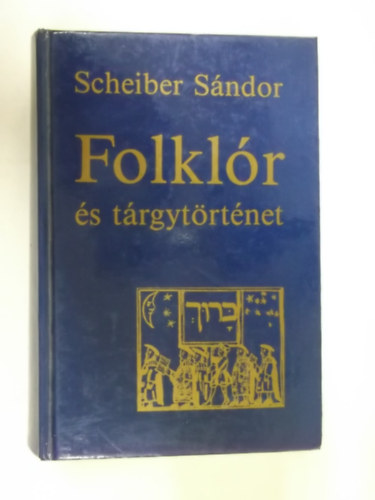 Scheiber Sándor
Folklór
és tárgytörténet
ברוך